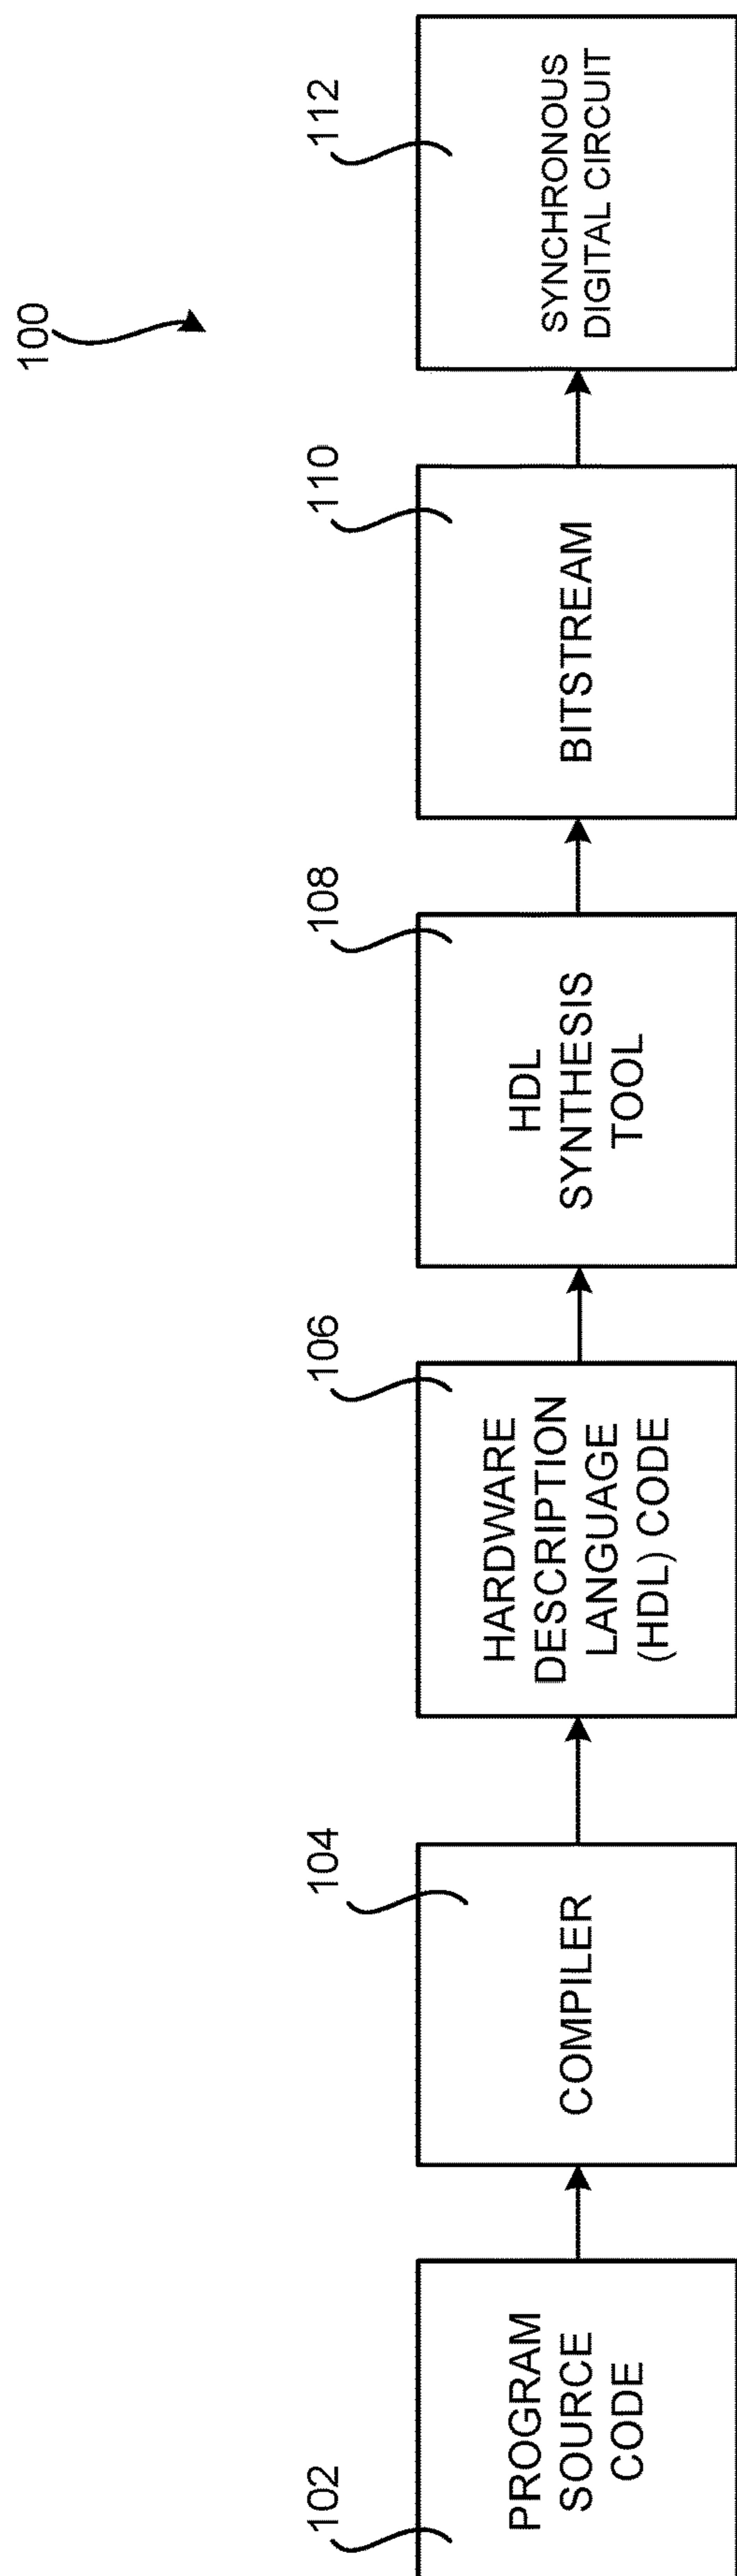 100
102
PROGRAM
SOURCE
CODE
104
COMPILER
106
HARDWARE
DESCRIPTION
LANGUAGE
(HDL) CODE
108
HDL
SYNTHESIS
TOOL
110
BITSTREAM
112
SYNCHRONOUS
DIGITAL CIRCUIT